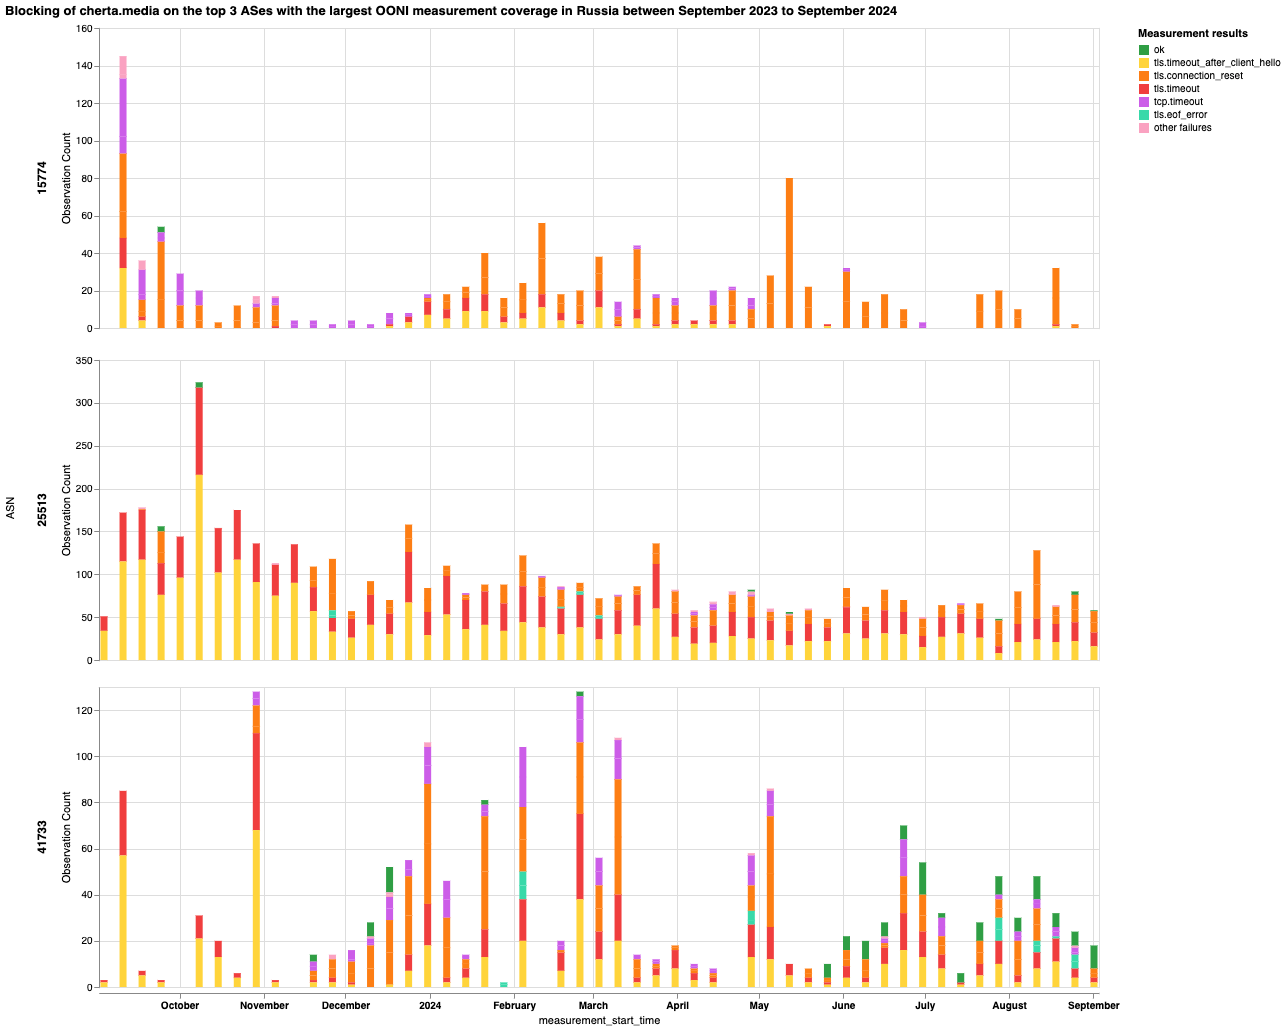 Blocking of cherta.media on the top 3 ASes with the largest OONI measurement coverage in Russia between September 2023 to September 2024
Measurement results
ok
tls.timeout_after_client_hello
tls.connection_reset
tls.timeout
tcp.timeout
tls.eof_error
other failures
ASN
15774
Observation Count
160
140
120
100
80
60
40
20
0
25513
Observation Count
350
300
250
200
150
100
50
0
41733
Observation Count
120
100
80
60
40
20
0
October November December 2024 February March April May June July August September
measurement_start_time